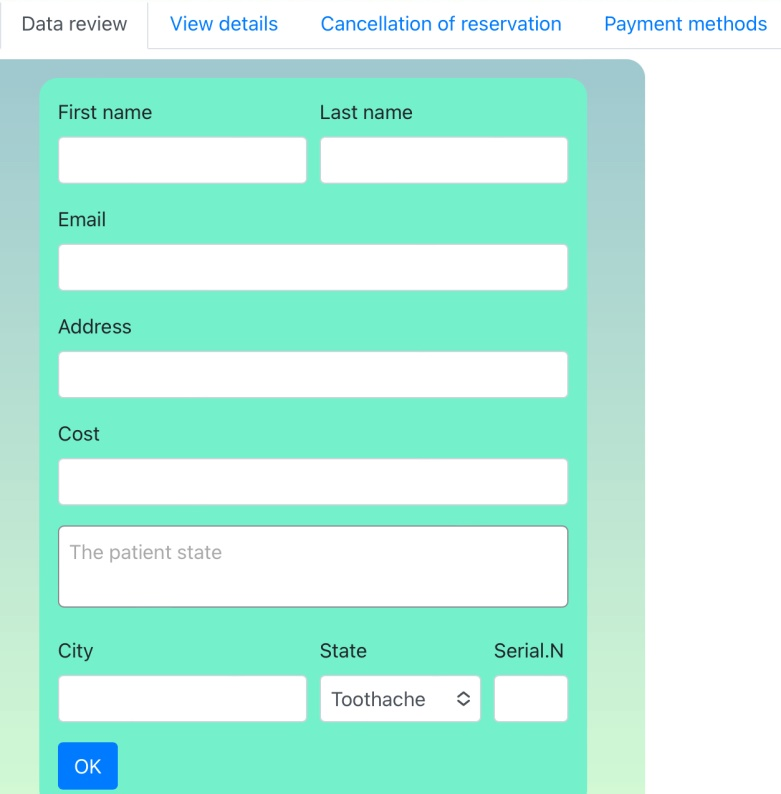 Data review View details Cancellation of reservation Payment methods
First name Last name
Email
Address
Cost
The patient state
City State Serial.N
Toothache
OK